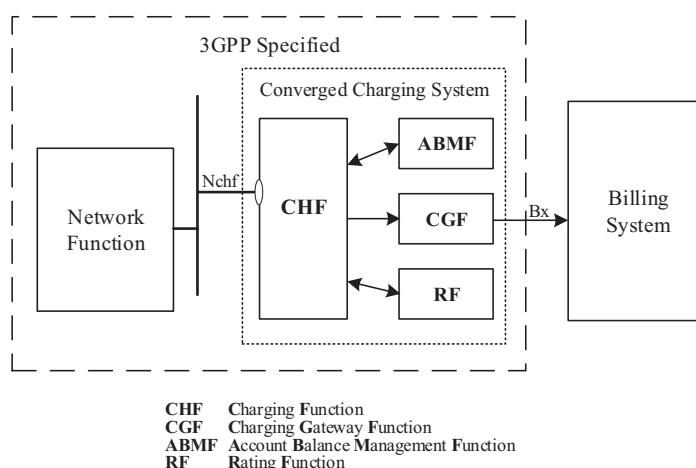 3GPP Specified
Converged Charging System
Network
Function
Nchf
CHF
ABMF
CGF
RF
Bx
Billing
System
CHF Charging Function
CGF Charging Gateway Function
ABMF Account Balance Management Function
RF Rating Function